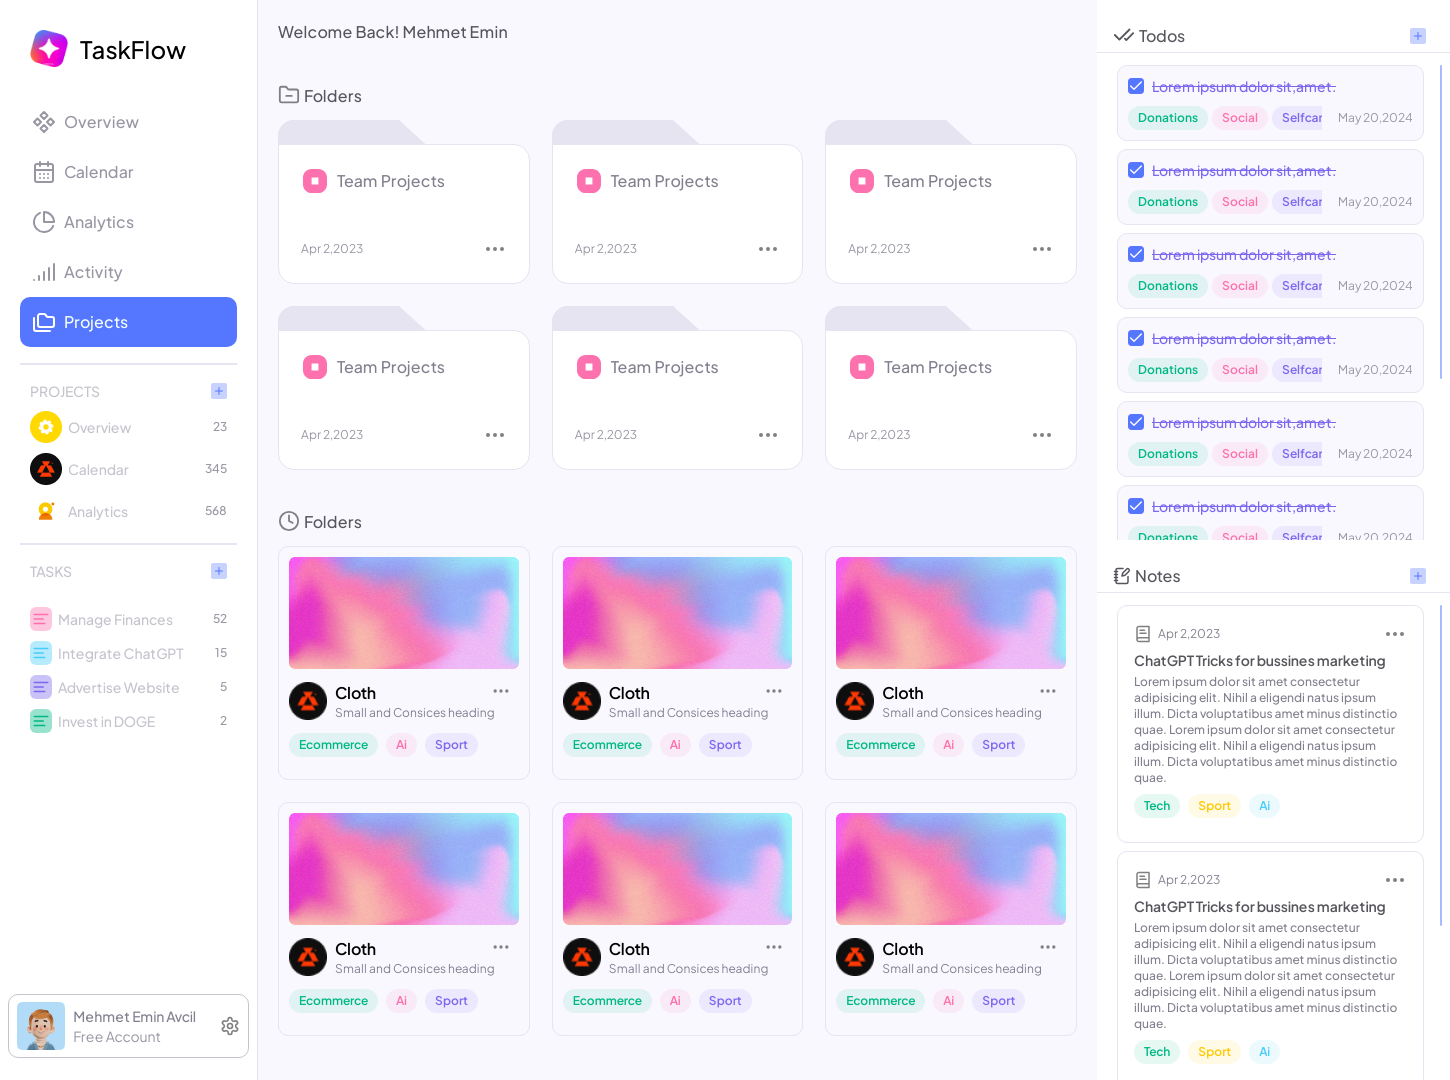 TaskFlow
Overview
Calendar
Analytics
Activity
Projects
PROJECTS
Overview 23
Calendar 345
Analytics 568
TASKS
Manage Finances 52
Integrate ChatGPT 15
Advertise Website 5
Invest in DOGE 2
Mehmet Emin Avcil
Free Account
Welcome Back! Mehmet Emin
Folders
Team Projects Team Projects Team Projects
Apr 2,2023 Apr 2,2023 Apr 2,2023
Team Projects Team Projects Team Projects
Apr 2,2023 Apr 2,2023 Apr 2,2023
Folders
Cloth Cloth Cloth
Small and Consices heading Small and Consices heading Small and Consices heading
Ecommerce Ai Sport Ecommerce Ai Sport Ecommerce Ai Sport
Cloth Cloth Cloth
Small and Consices heading Small and Consices heading Small and Consices heading
Ecommerce Ai Sport Ecommerce Ai Sport Ecommerce Ai Sport
Todos
Lorem ipsum dolor sit,amet.
Donations Social Selfcar May 20,2024
Lorem ipsum dolor sit,amet.
Donations Social Selfcar May 20,2024
Lorem ipsum dolor sit,amet.
Donations Social Selfcar May 20,2024
Lorem ipsum dolor sit,amet.
Donations Social Selfcar May 20,2024
Lorem ipsum dolor sit,amet.
Donations Social Selfcar May 20,2024
Lorem ipsum dolor sit,amet.
Donations Social Selfcar May 20,2024
Notes
Apr 2,2023
ChatGPT Tricks for bussines marketing
Lorem ipsum dolor sit amet consectetur
adipisicing elit. Nihil a eligendi natus ipsum
illum. Dicta voluptatibus amet minus distinctio
quae. Lorem ipsum dolor sit amet consectetur
adipisicing elit. Nihil a eligendi natus ipsum
illum. Dicta voluptatibus amet minus distinctio
quae.
Tech Sport Ai
Apr 2,2023
ChatGPT Tricks for bussines marketing
Lorem ipsum dolor sit amet consectetur
adipisicing elit. Nihil a eligendi natus ipsum
illum. Dicta voluptatibus amet minus distinctio
quae. Lorem ipsum dolor sit amet consectetur
adipisicing elit. Nihil a eligendi natus ipsum
illum. Dicta voluptatibus amet minus distinctio
quae.
Tech Sport Ai